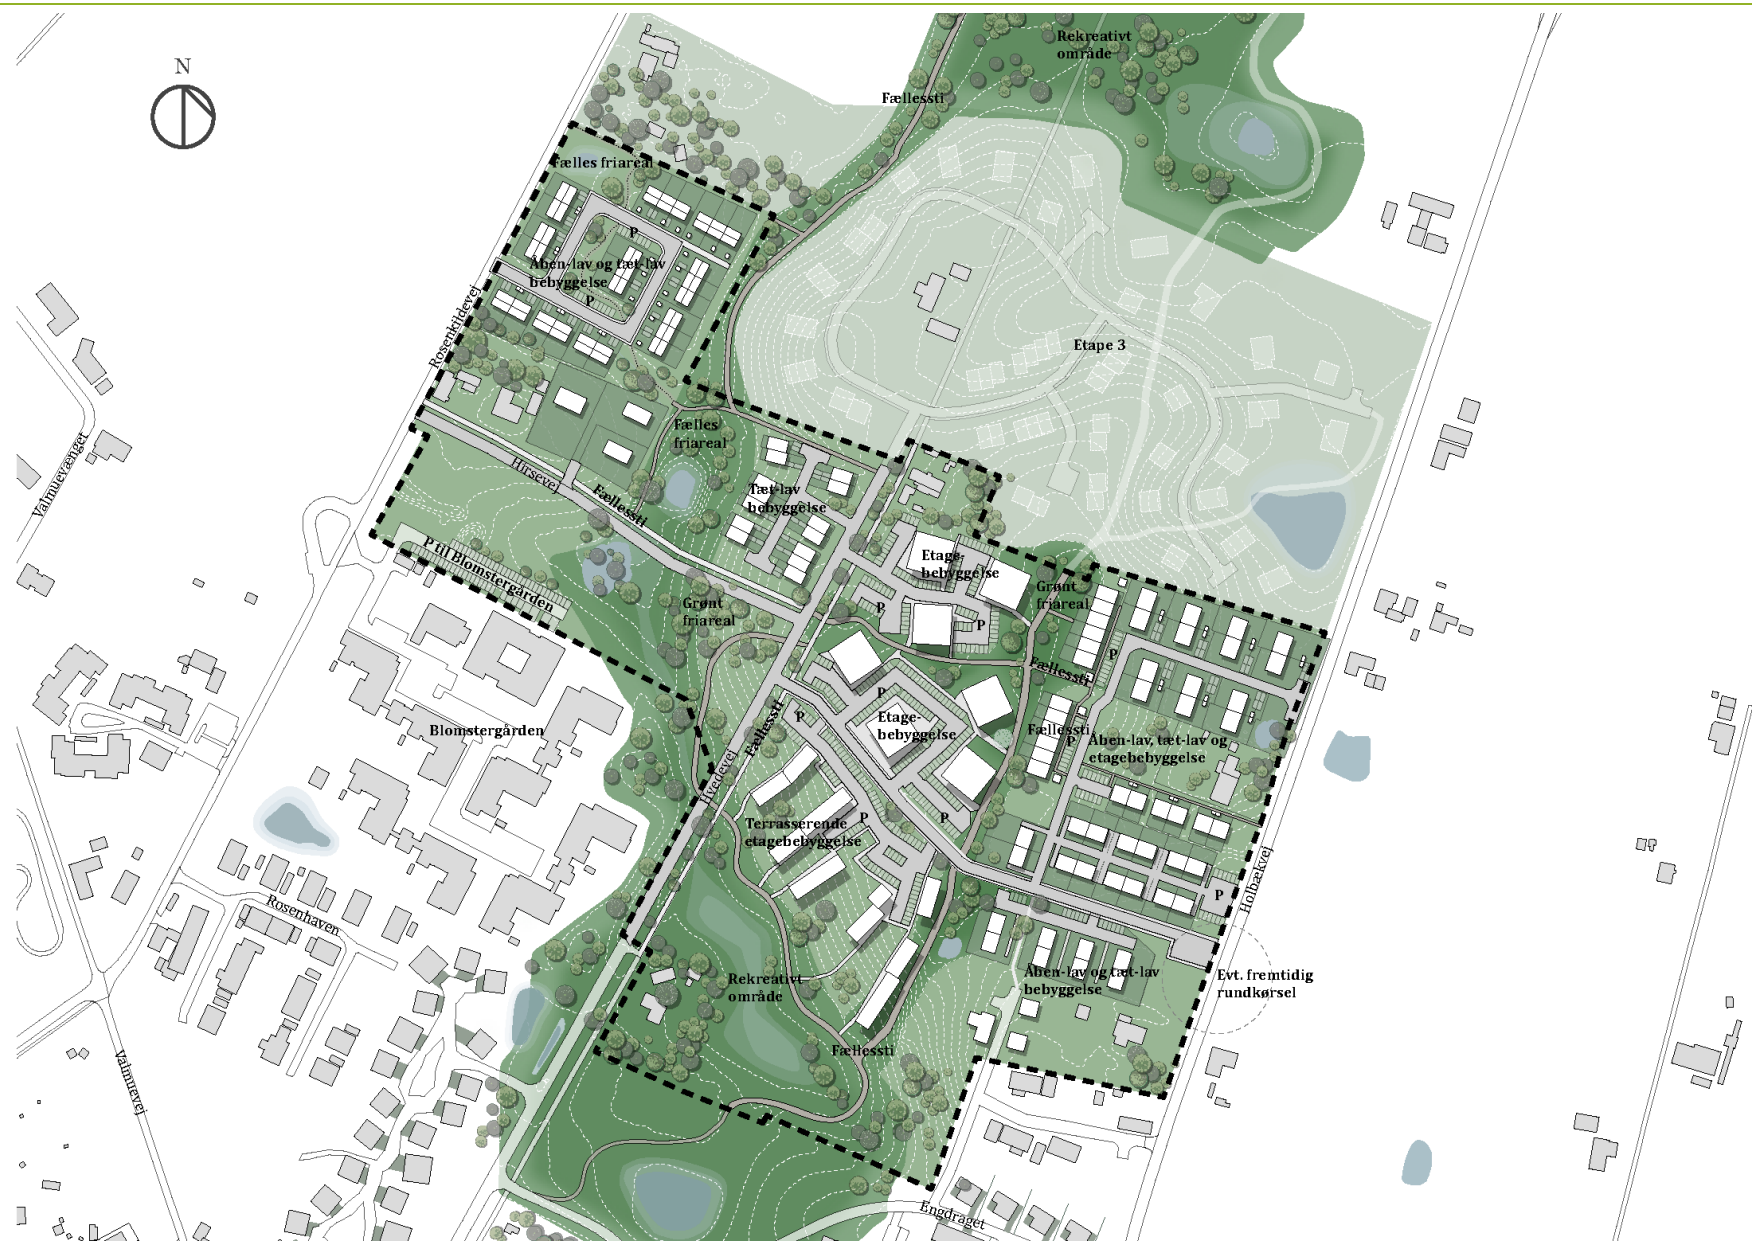 N
Rekreativt
område
Fællessti
Fælles friareal
P
Åben-lav og tæt-lav
bebyggelse
P
Rosenkildevej
Etape 3
Valmuevænget
Fælles
friareal
Hirsevej
Fællessti
Tæt-lav
bebyggelse
P til Blomstergården
Etage-
bebyggelse
Grønt
friareal
Grønt
friareal
P
P
P
Fællessti
P
Etage-
bebyggelse
P
Fællessti
Hvedevej
Fællessti
P
Åben-lav, tæt-lav og
etagebebyggelse
Blomstergården
Terrasserende
etagebebyggelse
P
P
Holbækvej
P
Rosenhaven
Rekreativt
område
Åben-lav og tæt-lav
bebyggelse
Evt. fremtidig
rundkørsel
Fællessti
Valmuevej
Engdraget